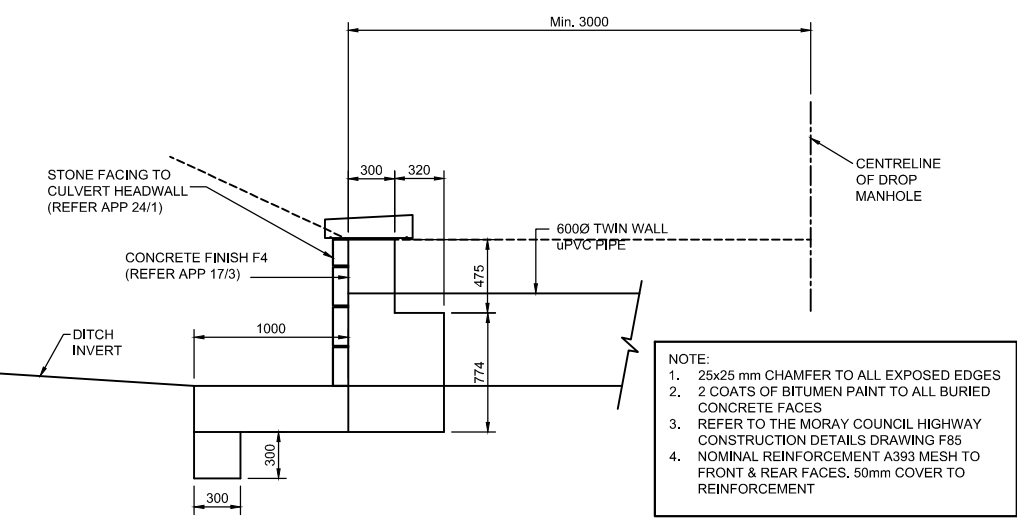 Min. 3000
STONE FACING TO
CULVERT HEADWALL
(REFER APP 24/1)
300
320
CENTRELINE
OF DROP
MANHOLE
600Ø TWIN WALL
uPVC PIPE
CONCRETE FINISH F4
(REFER APP 17/3)
475
DITCH
INVERT
1000
774
300
300
NOTE:
1. 25x25 mm CHAMFER TO ALL EXPOSED EDGES
2. 2 COATS OF BITUMEN PAINT TO ALL BURIED
CONCRETE FACES
3. REFER TO THE MORAY COUNCIL HIGHWAY
CONSTRUCTION DETAILS DRAWING F85
4. NOMINAL REINFORCEMENT A393 MESH TO
FRONT & REAR FACES. 50mm COVER TO
REINFORCEMENT